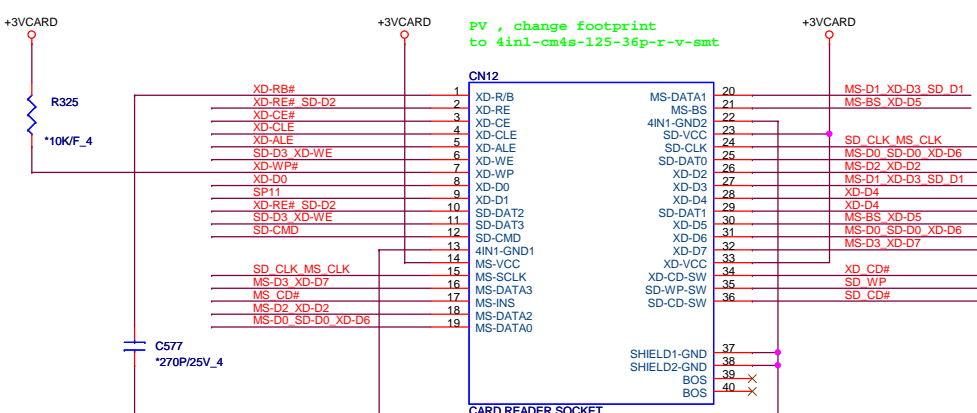 +3VCARD
+3VCARD
PV , change footprint
to 4in1-cm4s-125-36p-r-v-smt
+3VCARD
R325
*10K/F_4
CN12
XD-RB# 1 XD-R/B
XD-RE#_SD-D2 2 XD-RE
XD-CE# 3 XD-CE
XD-CLE 4 XD-CLE
XD-ALE 5 XD-ALE
SD-D3_XD-WE 6 XD-WE
XD-WP# 7 XD-WP
XD-D0 8 XD-D0
SP11 9 XD-D1
XD-RE#_SD-D2 10 SD-DAT2
SD-D3_XD-WE 11 SD-DAT3
SD-CMD 12 SD-CMD
13 4IN1-GND1
14 MS-VCC
SD_CLK_MS_CLK 15 MS-SCLK
MS-D3_XD-D7 16 MS-DATA3
MS_CD# 17 MS-INS
MS-D2_XD-D2 18 MS-DATA2
MS-D0_SD-D0_XD-D6 19 MS-DATA0
MS-DATA1 20 MS-D1_XD-D3_SD_D1
MS-BS 21 MS-BS_XD-D5
4IN1-GND2 22
SD-VCC 23
SD-CLK 24 SD_CLK_MS_CLK
SD-DAT0 25 MS-D0_SD-D0_XD-D6
XD-D2 26 MS-D2_XD-D2
XD-D3 27 MS-D1_XD-D3_SD_D1
XD-D4 28 XD-D4
SD-DAT1 29 XD-D4
XD-D5 30 MS-BS_XD-D5
XD-D6 31 MS-D0_SD-D0_XD-D6
XD-D7 32 MS-D3_XD-D7
XD-VCC 33
XD-CD-SW 34 XD_CD#
SD-WP-SW 35 SD_WP
SD-CD-SW 36 SD_CD#
SHIELD1-GND 37
SHIELD2-GND 38
BOS 39
BOS 40
C577
*270P/25V_4
CARD READER SOCKET